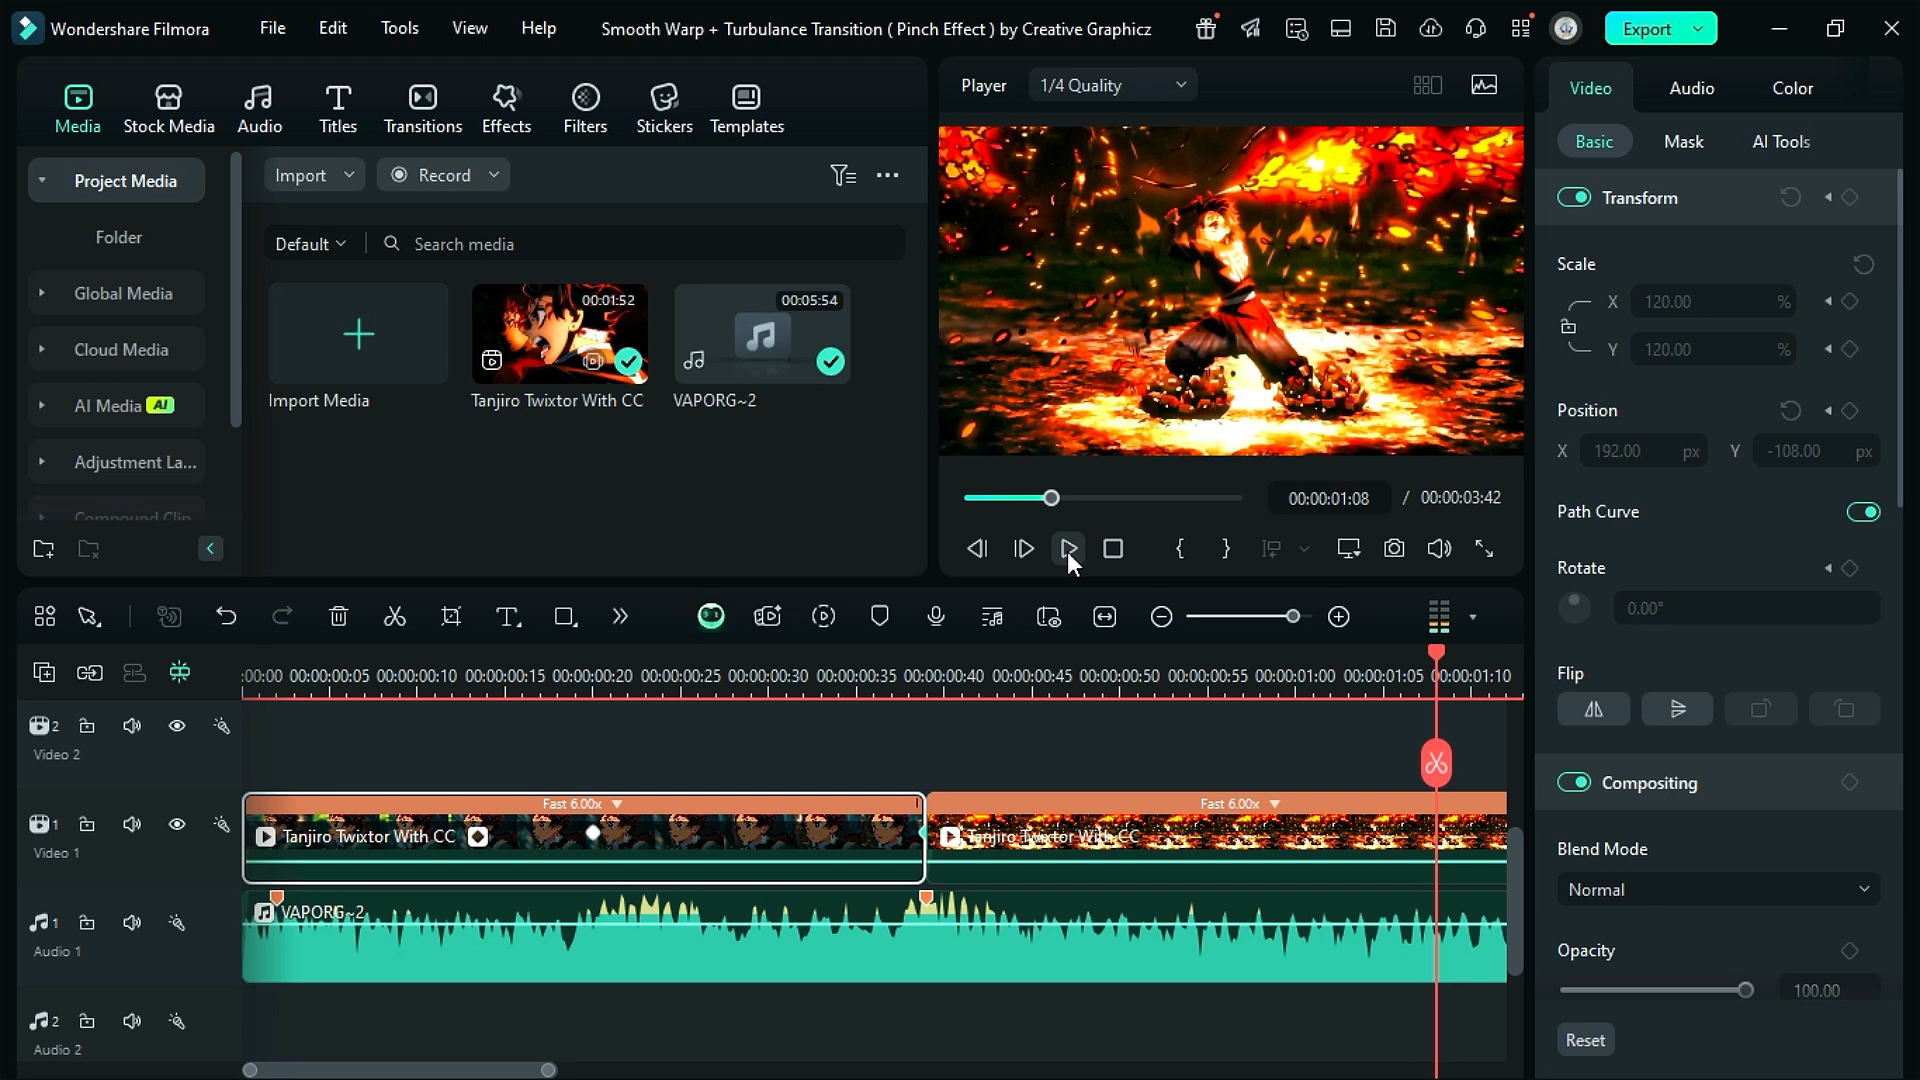 Wondershare Filmora
File
Edit
Tools
View
Help
Smooth Warp + Turbulance Transition ( Pinch Effect ) by Creative Graphicz
Export
Media
Stock Media
Audio
Titles
Transitions
Effects
Filters
Stickers
Templates
Player
1/4 Quality
Video
Audio
Color
Basic
Mask
AI Tools
Project Media
Folder
Global Media
Cloud Media
AI Media AI
Adjustment La...
Compound Clip
Import
Record
Default
Search media
Import Media
00:01:52
Tanjiro Twixtor With CC
00:05:54
VAPORG~2
00:00:01:08 / 00:00:03:42
Transform
Scale
X 120.00 %
Y 120.00 %
Position
X 192.00 px Y -108.00 px
Path Curve
Rotate
0.00°
Flip
Compositing
Blend Mode
Normal
Opacity
100.00
Reset
:00:00 00:00:00:05 00:00:00:10 00:00:00:15 00:00:00:20 00:00:00:25 00:00:00:30 00:00:00:35 00:00:00:40 00:00:00:45 00:00:00:50 00:00:00:55 00:00:01:00 00:00:01:05 00:00:01:10
2
Video 2
1
Video 1
Fast 6.00x
Tanjiro Twixtor With CC
Fast 6.00x
Tanjiro Twixtor With CC
1
Audio 1
VAPORG~2
2
Audio 2